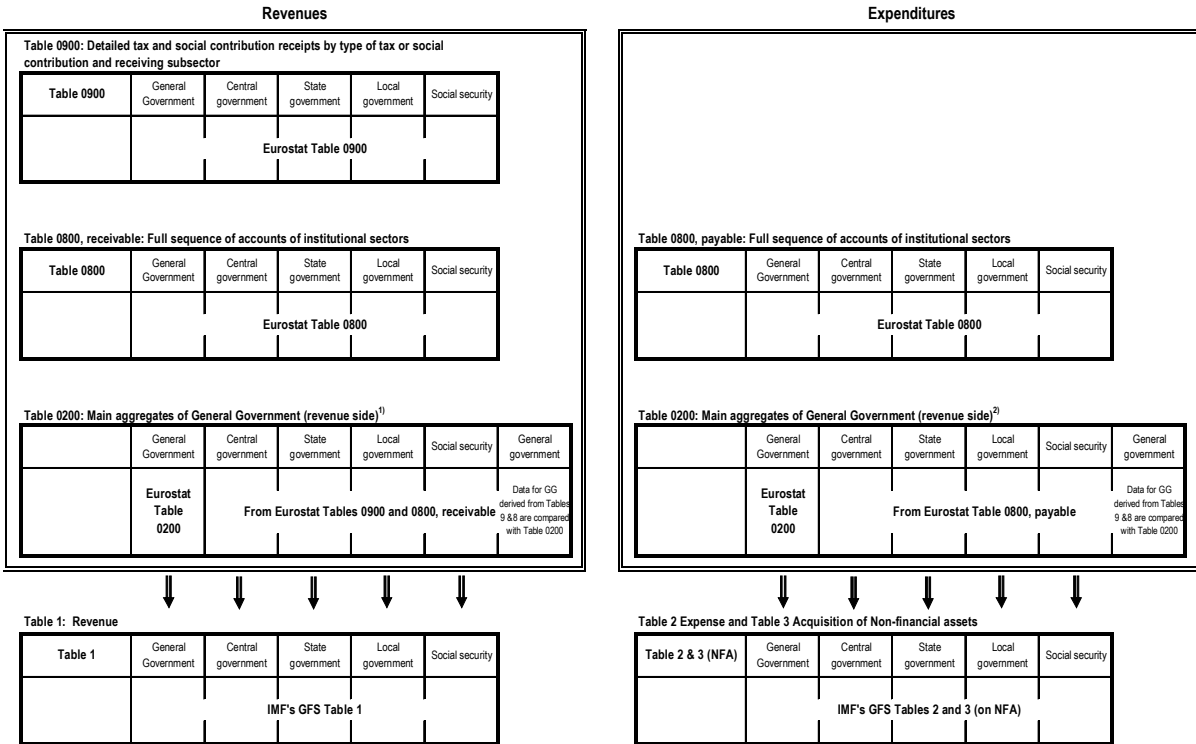 Revenues
Table 0900: Detailed tax and social contribution receipts by type of tax or social
contribution and receiving subsector
Table 0900 General Government Central government State government Local government Social security
Eurostat Table 0900
Table 0800, receivable: Full sequence of accounts of institutional sectors
Table 0800 General Government Central government State government Local government Social security
Eurostat Table 0800
Table 0200: Main aggregates of General Government (revenue side)1)
General Government Central government State government Local government Social security General government
Eurostat
Table
0200
From Eurostat Tables 0900 and 0800, receivable
Data for GG
derived from Tables
9 &8 are compared
with Table 0200
Table 1: Revenue
Table 1 General Government Central government State government Local government Social security
IMF's GFS Table 1
Expenditures
Table 0800, payable: Full sequence of accounts of institutional sectors
Table 0800 General Government Central government State government Local government Social security
Eurostat Table 0800
Table 0200: Main aggregates of General Government (revenue side)2)
General Government Central government State government Local government Social security General government
Eurostat
Table
0200
From Eurostat Table 0800, payable
Data for GG
derived from Tables
9 &8 are compared
with Table 0200
Table 2 Expense and Table 3 Acquisition of Non-financial assets
Table 2 & 3 (NFA) General Government Central government State government Local government Social security
IMF's GFS Tables 2 and 3 (on NFA)